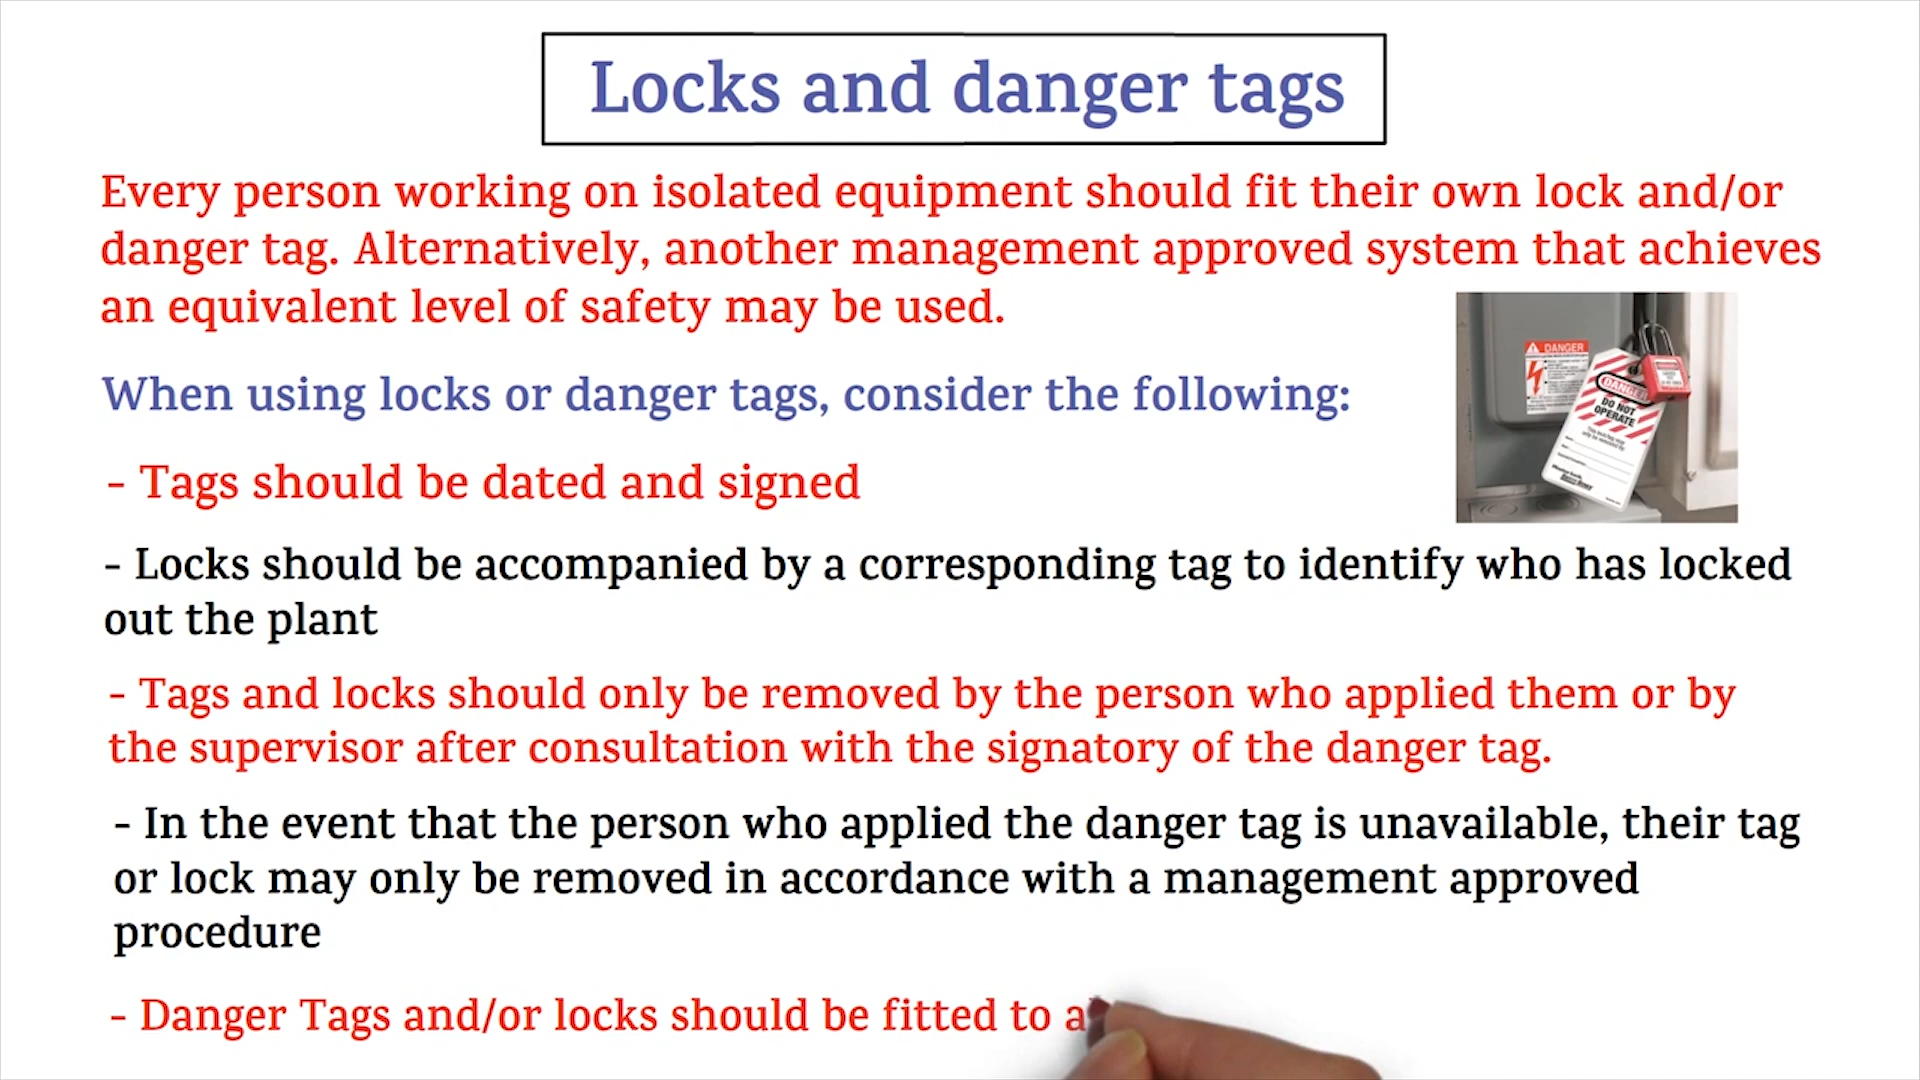 Locks and danger tags
Every person working on isolated equipment should fit their own lock and/or
danger tag. Alternatively, another management approved system that achieves
an equivalent level of safety may be used.
When using locks or danger tags, consider the following:
DANGER
DANGER
DO NOT
OPERATE
- Tags should be dated and signed
- Locks should be accompanied by a corresponding tag to identify who has locked
out the plant
- Tags and locks should only be removed by the person who applied them or by
the supervisor after consultation with the signatory of the danger tag.
- In the event that the person who applied the danger tag is unavailable, their tag
or lock may only be removed in accordance with a management approved
procedure
- Danger Tags and/or locks should be fitted to a